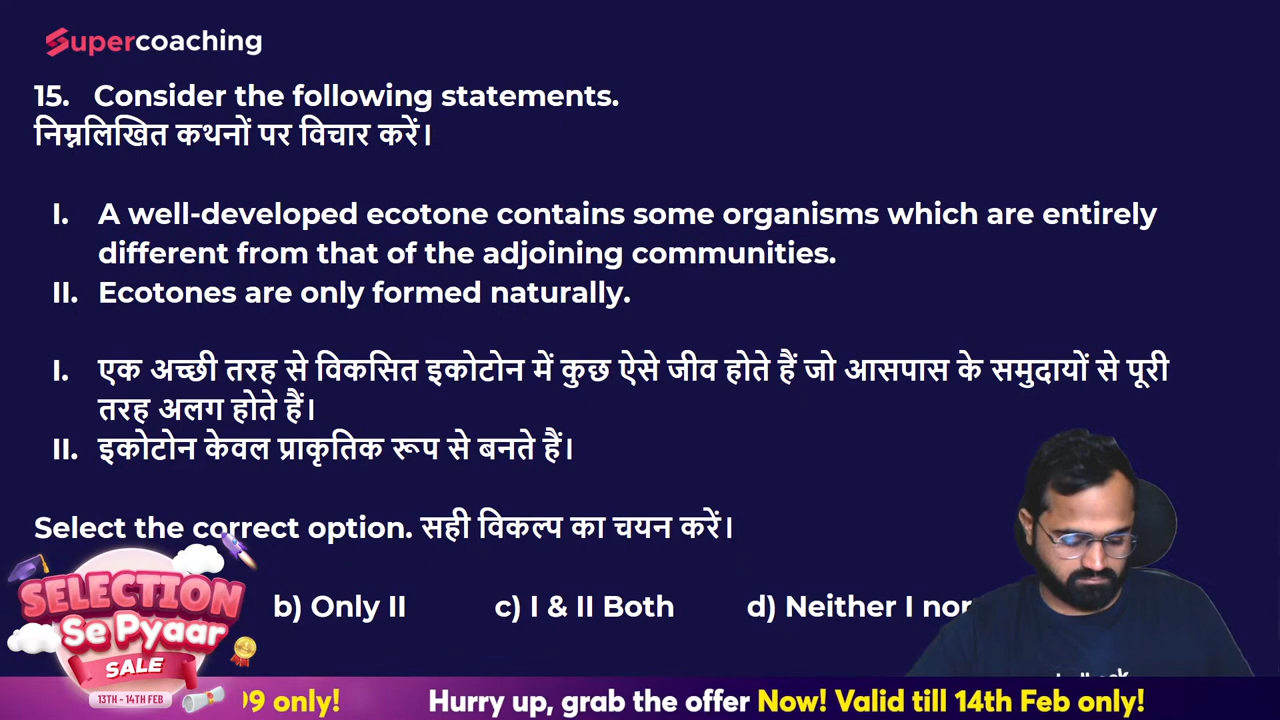 Supercoaching
15. Consider the following statements.
निम्नलिखित कथनों पर विचार करें।
I. A well-developed ecotone contains some organisms which are entirely
different from that of the adjoining communities.
II. Ecotones are only formed naturally.
I. एक अच्छी तरह से विकसित इकोटोन में कुछ ऐसे जीव होते हैं जो आसपास के समुदायों से पूरी
तरह अलग होते हैं।
II. इकोटोन केवल प्राकृतिक रूप से बनते हैं।
Select the correct option. सही विकल्प का चयन करें।
b) Only II c) I & II Both d) Neither I nor
SELECTION
Se Pyaar
SALE
13TH - 14TH FEB
99 only! Hurry up, grab the offer Now! Valid till 14th Feb only!